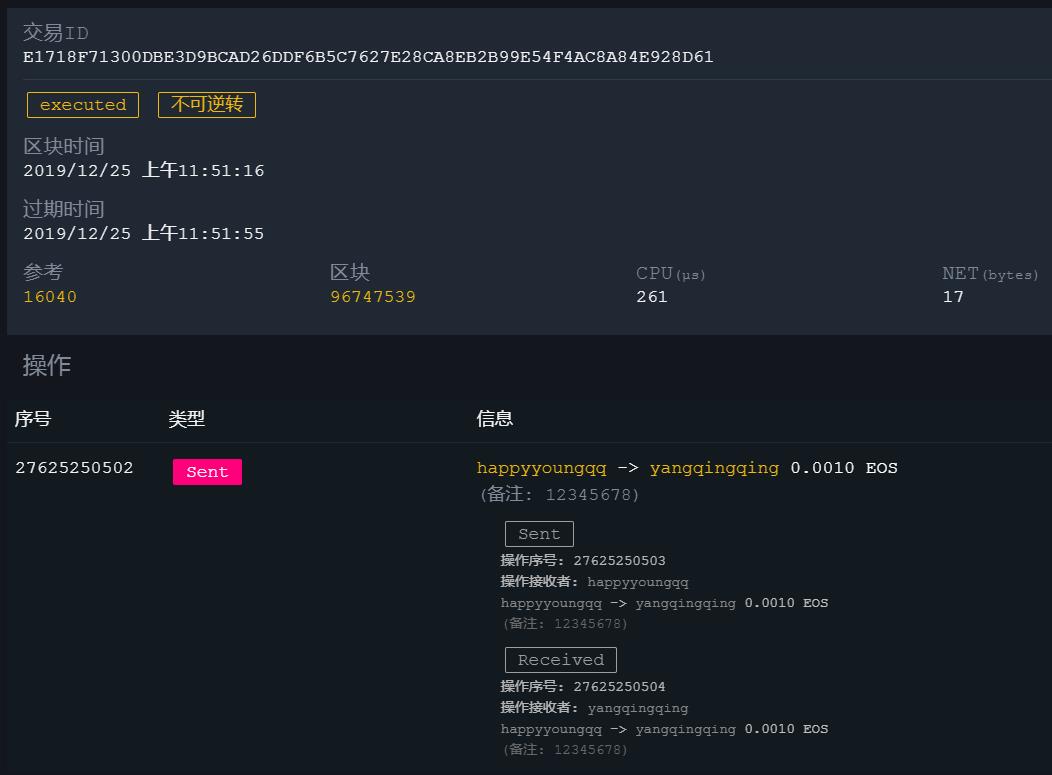 交易ID
E1718F71300DBE3D9BCAD26DDF6B5C7627E28CA8EB2B99E54F4AC8A84E928D61
executed 不可逆转
区块时间
2019/12/25 上午11:51:16
过期时间
2019/12/25 上午11:51:55
参考 区块 CPU(μs) NET(bytes)
16040 96747539 261 17
操作
序号 类型 信息
27625250502 Sent happyyoungqq -> yangqingqing 0.0010 EOS
(备注: 12345678)
Sent
操作序号: 27625250503
操作接收者: happyyoungqq
happyyoungqq -> yangqingqing 0.0010 EOS
(备注: 12345678)
Received
操作序号: 27625250504
操作接收者: yangqingqing
happyyoungqq -> yangqingqing 0.0010 EOS
(备注: 12345678)